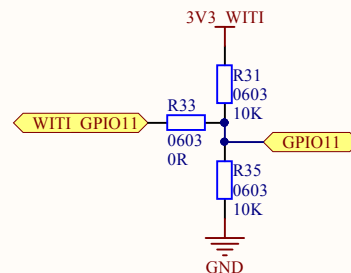 3V3_WITI
R31
0603
10K
R33
WITI_GPIO11
0603
0R
GPIO11
R35
0603
10K
GND